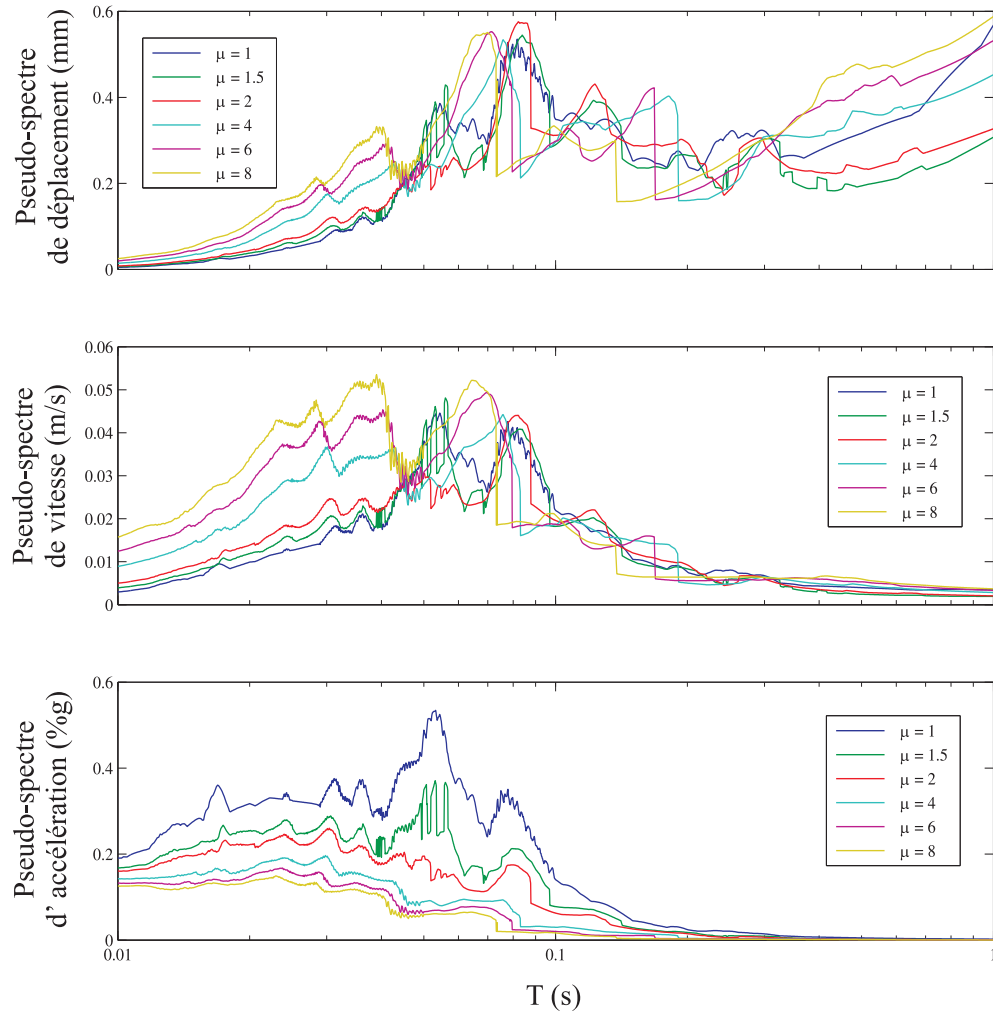 Pseudo-spectre
de déplacement (mm)
0.6
0.4
0.2
0
μ = 1
μ = 1.5
μ = 2
μ = 4
μ = 6
μ = 8
Pseudo-spectre
de vitesse (m/s)
0.06
0.05
0.04
0.03
0.02
0.01
0
μ = 1
μ = 1.5
μ = 2
μ = 4
μ = 6
μ = 8
Pseudo-spectre
d' accélération (%g)
0.6
0.4
0.2
0
μ = 1
μ = 1.5
μ = 2
μ = 4
μ = 6
μ = 8
0.01 0.1 1
T (s)